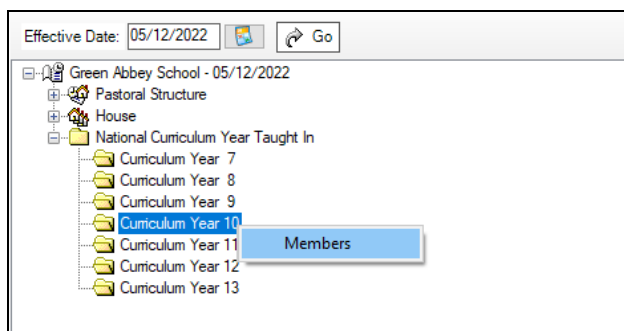 Effective Date: 05/12/2022 Go
Green Abbey School - 05/12/2022
Pastoral Structure
House
National Curriculum Year Taught In
Curriculum Year 7
Curriculum Year 8
Curriculum Year 9
Curriculum Year 10
Members
Curriculum Year 11
Curriculum Year 12
Curriculum Year 13